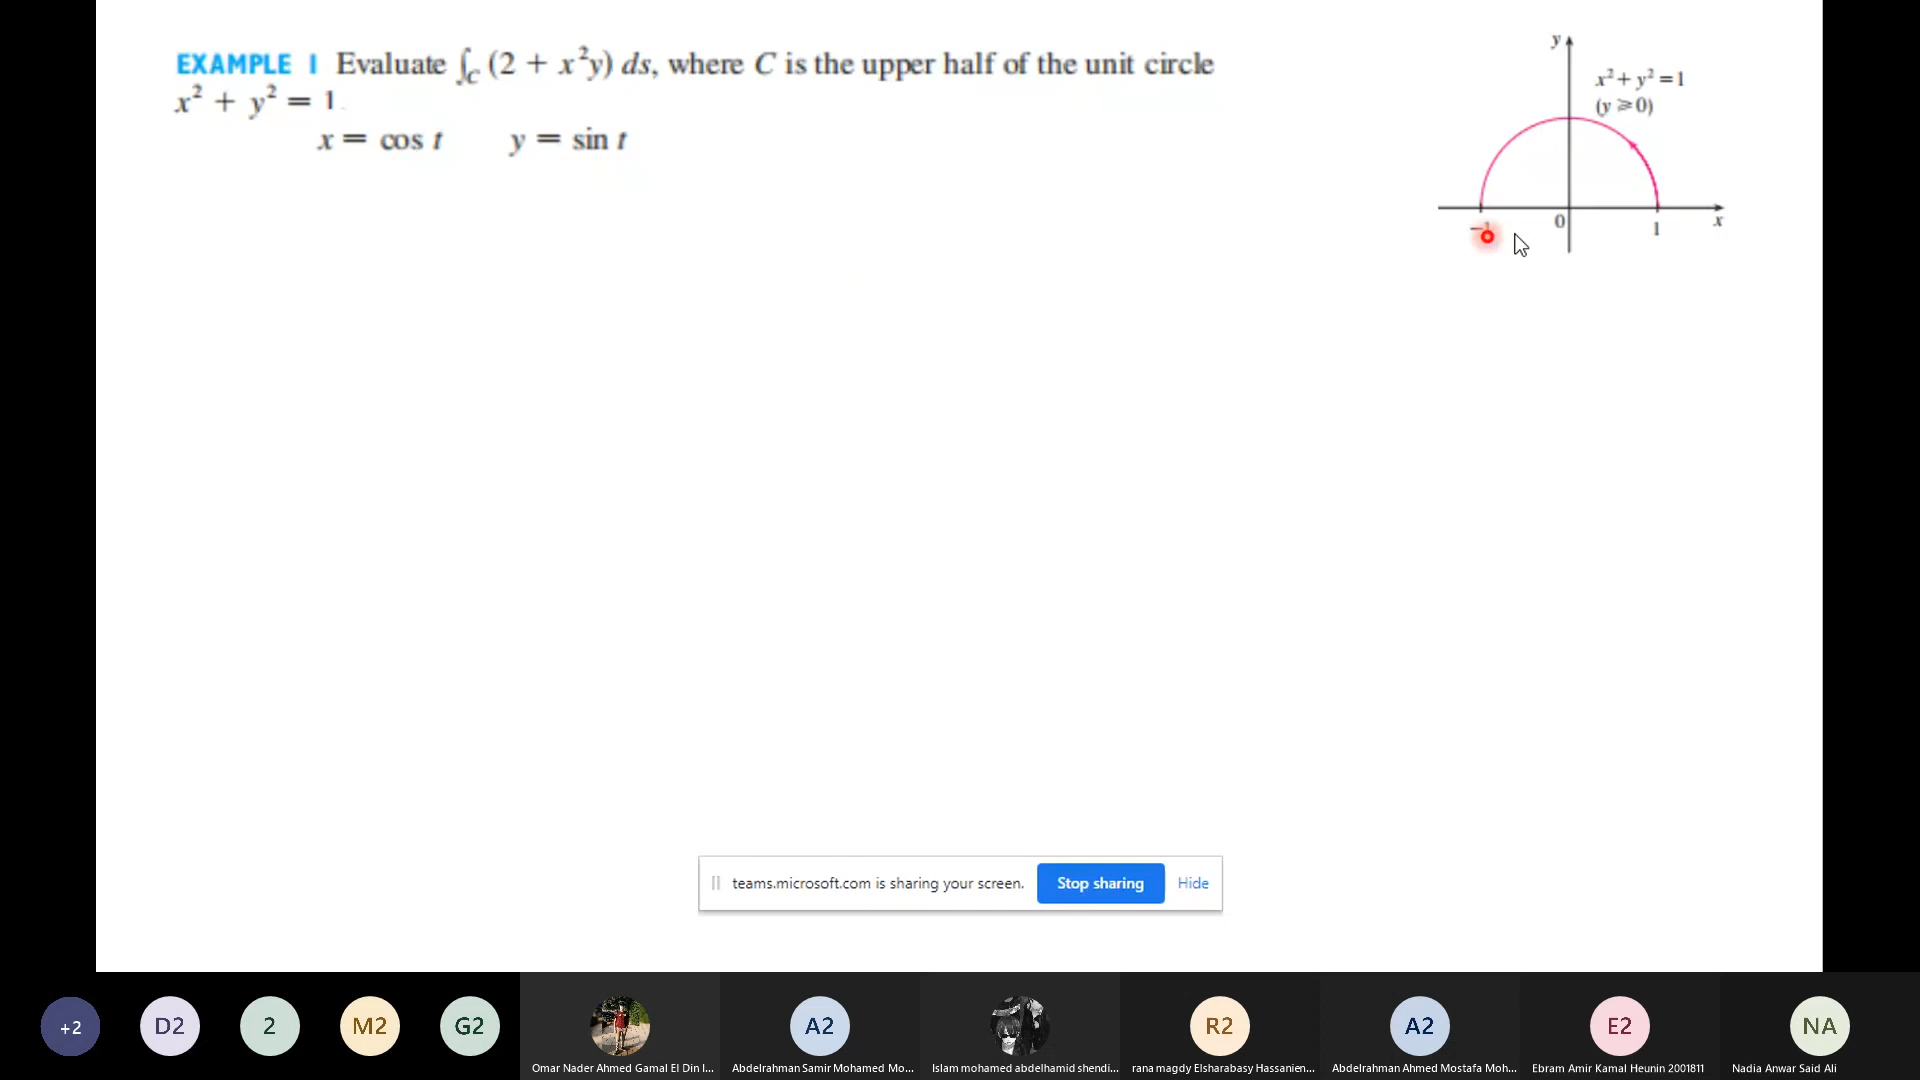 EXAMPLE 1 Evaluate ∫C (2 + x²y) ds, where C is the upper half of the unit circle
x² + y² = 1.
x = cos t y = sin t
y
x² + y² = 1
(y ≥ 0)
0
1
x
teams.microsoft.com is sharing your screen.
Stop sharing
Hide
+2
D2
2
M2
G2
A2
R2
A2
E2
NA
Omar Nader Ahmed Gamal El Din I...
Abdelrahman Samir Mohamed Mo...
Islam mohamed abdelhamid shendi...
rana magdy Elsharabasy Hassanien...
Abdelrahman Ahmed Mostafa Moh...
Ebram Amir Kamal Heunin 2001811
Nadia Anwar Said Ali